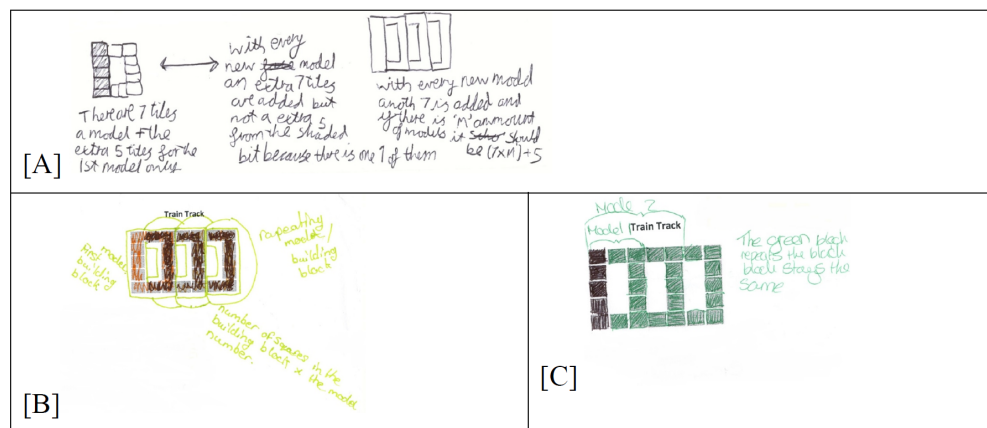 There are 7 tiles
a model + the
extra 5 tiles for the
1st model only
with every
new model
an extra 7 tiles
are added but
not a extra 5
from the shaded
bit because there is one 1 of them
with every new model
anoth 7 is added and
if there is 'n' ammount
of models it should
be (7xn)+5
[A]
Train Track
first model
building
block
repeating
model/
building
block
number of squares in the
building block x the model
number.
[B]
Mode 2
Model 1
Train Track
The green block
repeats the black
block stays the
same
[C]